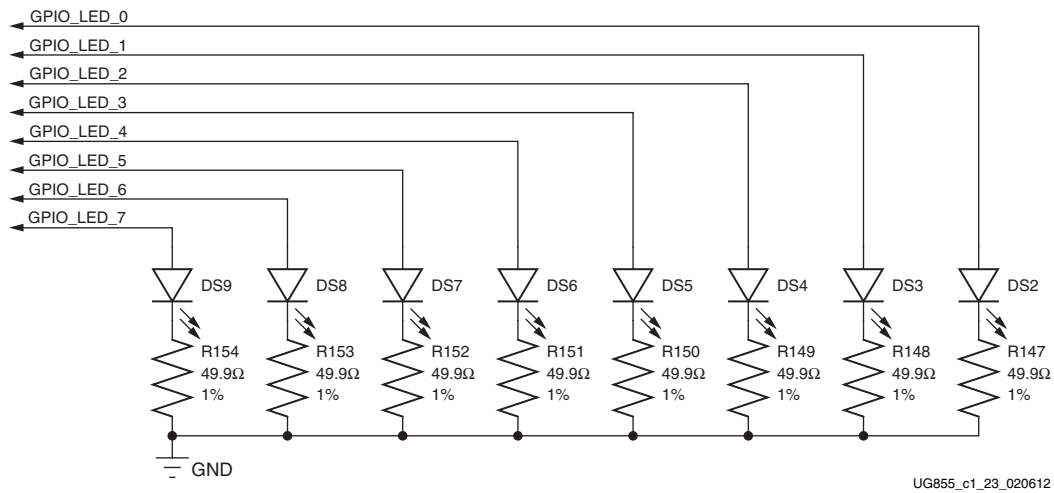 GPIO_LED_0
GPIO_LED_1
GPIO_LED_2
GPIO_LED_3
GPIO_LED_4
GPIO_LED_5
GPIO_LED_6
GPIO_LED_7
DS9
DS8
DS7
DS6
DS5
DS4
DS3
DS2
R154
49.9Ω
1%
R153
49.9Ω
1%
R152
49.9Ω
1%
R151
49.9Ω
1%
R150
49.9Ω
1%
R149
49.9Ω
1%
R148
49.9Ω
1%
R147
49.9Ω
1%
GND
UG855_c1_23_020612